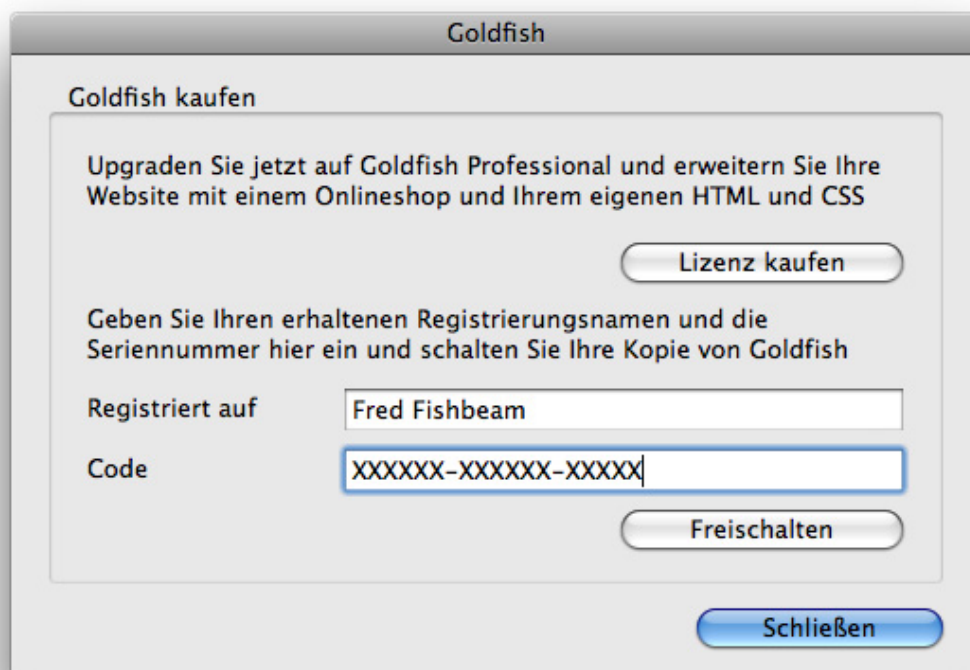 Goldfish
Goldfish kaufen
Upgraden Sie jetzt auf Goldfish Professional und erweitern Sie Ihre
Website mit einem Onlineshop und Ihrem eigenen HTML und CSS
Lizenz kaufen
Geben Sie Ihren erhaltenen Registrierungsnamen und die
Seriennummer hier ein und schalten Sie Ihre Kopie von Goldfish
Registriert auf Fred Fishbeam
Code XXXXXX-XXXXXX-XXXXX
Freischalten
Schließen